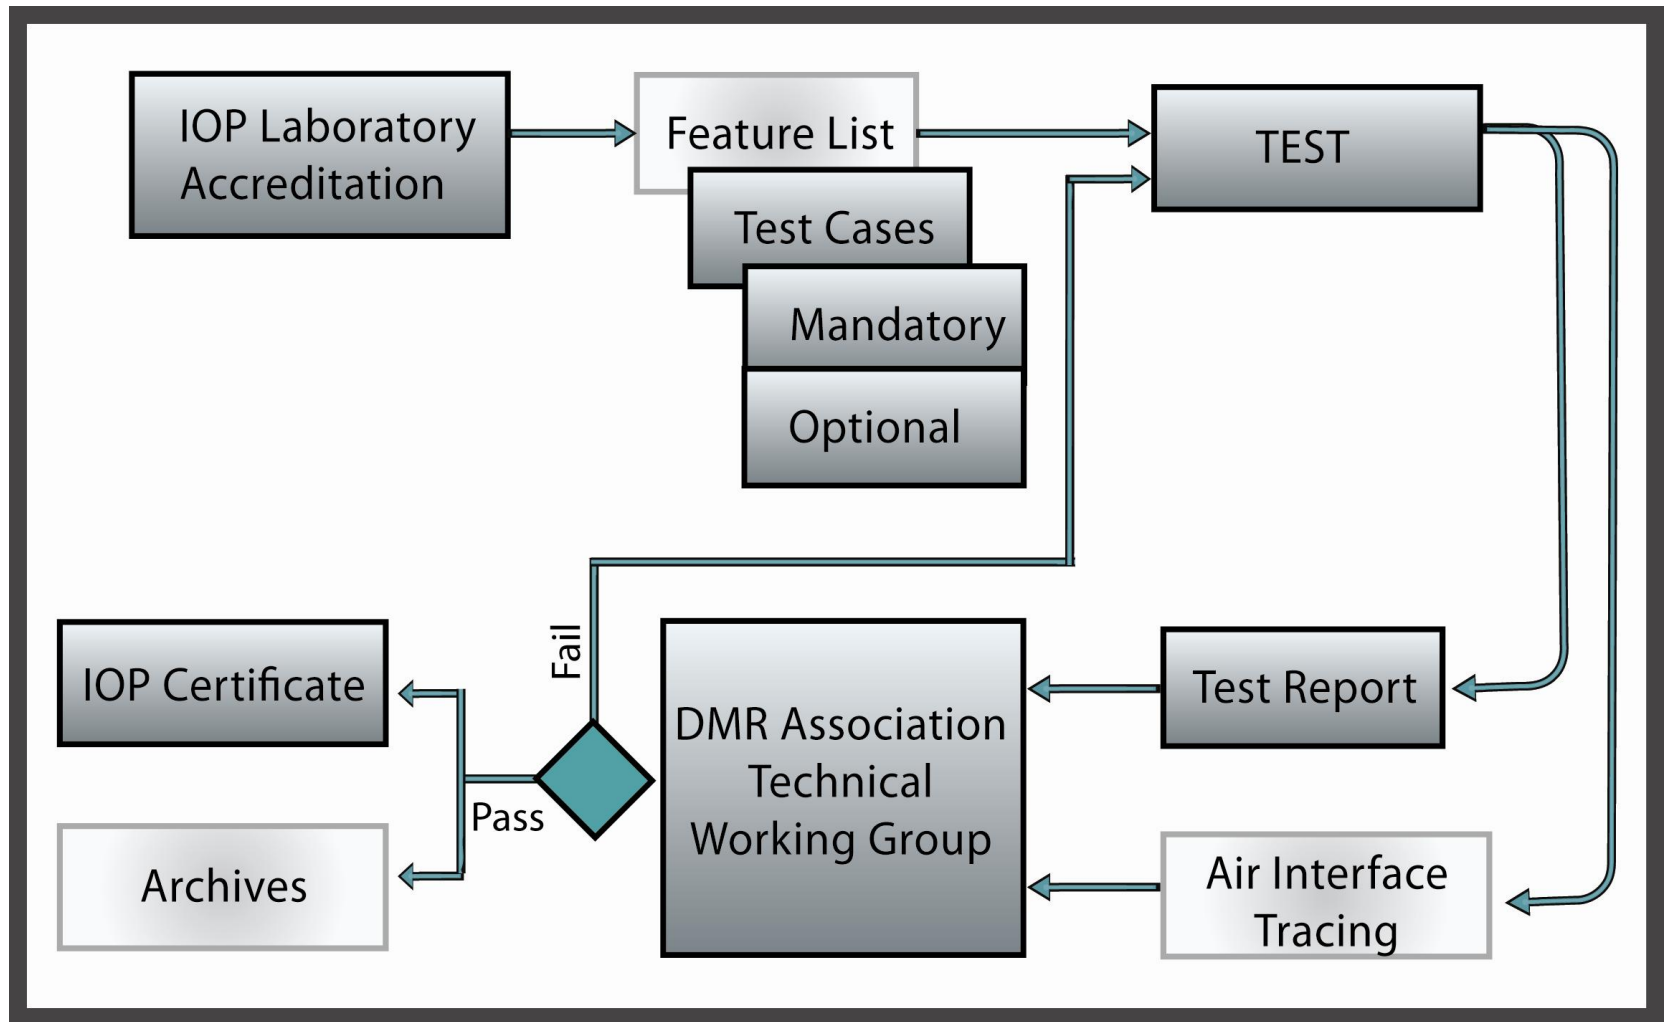 IOP Laboratory
Accreditation
Feature List
Test Cases
Mandatory
Optional
TEST
Fail
Pass
IOP Certificate
Archives
DMR Association
Technical
Working Group
Test Report
Air Interface
Tracing